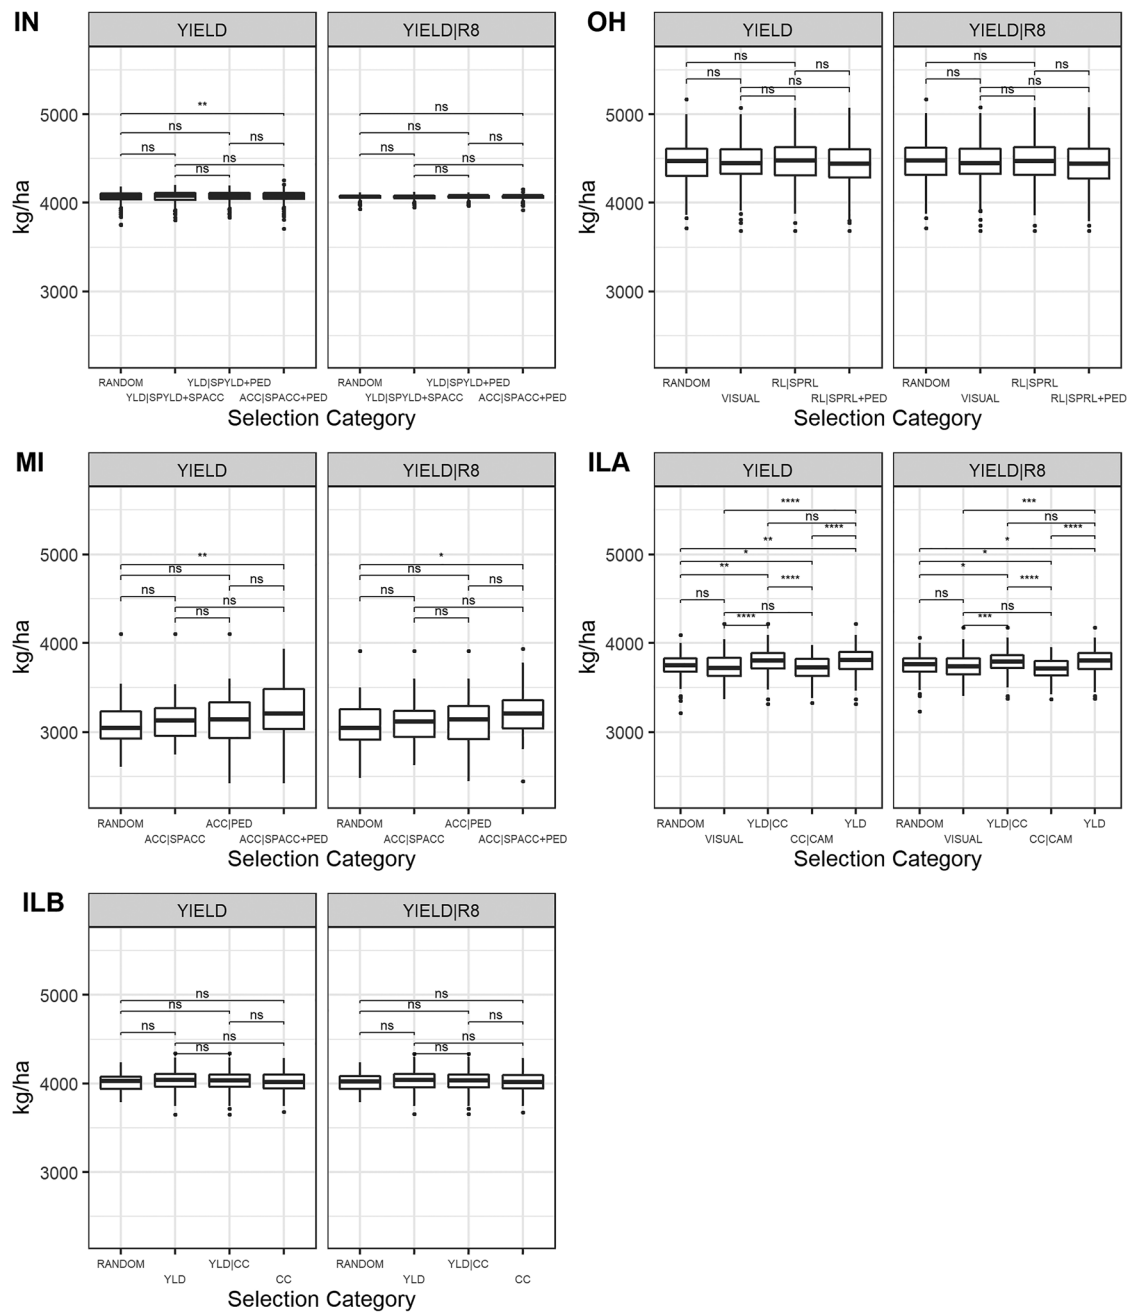 IN
YIELD
YIELD|R8
kg/ha
5000
4000
3000
**
ns
ns
ns
ns
ns
ns
ns
ns
ns
ns
ns
RANDOM
YLD|SPYLD+PED
RANDOM
YLD|SPYLD+PED
YLD|SPYLD+SPACC
ACC|SPACC+PED
YLD|SPYLD+SPACC
ACC|SPACC+PED
Selection Category
OH
YIELD
YIELD|R8
kg/ha
5000
4000
3000
ns
ns
ns
ns
ns
ns
ns
ns
ns
ns
RANDOM
RL|SPRL
RANDOM
RL|SPRL
VISUAL
RL|SPRL+PED
VISUAL
RL|SPRL+PED
Selection Category
MI
YIELD
YIELD|R8
kg/ha
5000
4000
3000
**
ns
ns
ns
ns
ns
*
ns
ns
ns
ns
ns
RANDOM
ACC|PED
RANDOM
ACC|PED
ACC|SPACC
ACC|SPACC+PED
ACC|SPACC
ACC|SPACC+PED
Selection Category
ILA
YIELD
YIELD|R8
kg/ha
5000
4000
3000
****
ns
****
**
*
**
****
ns
ns
****
***
ns
****
*
*
*
****
ns
ns
***
RANDOM
YLD|CC
YLD
RANDOM
YLD|CC
YLD
VISUAL
CC|CAM
VISUAL
CC|CAM
Selection Category
ILB
YIELD
YIELD|R8
kg/ha
5000
4000
3000
ns
ns
ns
ns
ns
ns
ns
ns
ns
ns
ns
ns
RANDOM
YLD|CC
RANDOM
YLD|CC
YLD
CC
YLD
CC
Selection Category